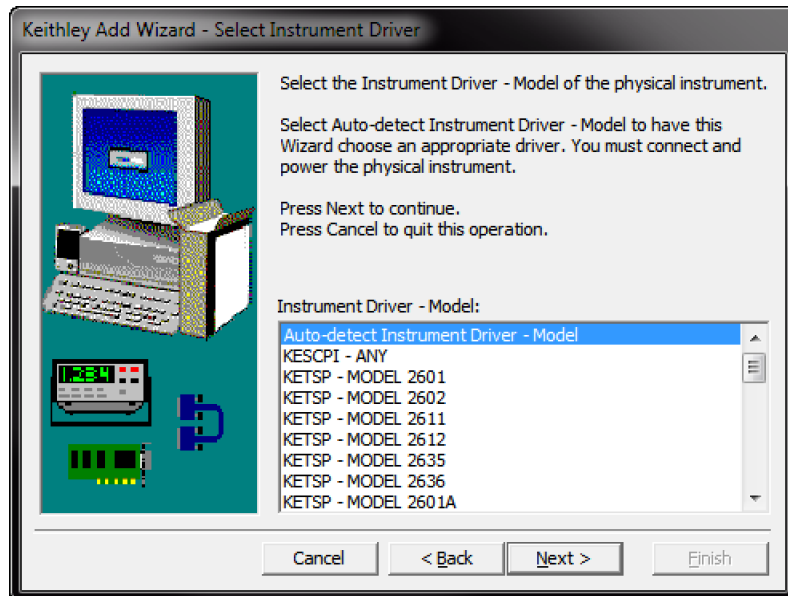 Keithley Add Wizard - Select Instrument Driver
Select the Instrument Driver - Model of the physical instrument.
Select Auto-detect Instrument Driver - Model to have this
Wizard choose an appropriate driver. You must connect and
power the physical instrument.
Press Next to continue.
Press Cancel to quit this operation.
Instrument Driver - Model:
Auto-detect Instrument Driver - Model
KESCPI - ANY
KETSP - MODEL 2601
KETSP - MODEL 2602
KETSP - MODEL 2611
KETSP - MODEL 2612
KETSP - MODEL 2635
KETSP - MODEL 2636
KETSP - MODEL 2601A
1.234
Cancel
< Back
Next >
Finish